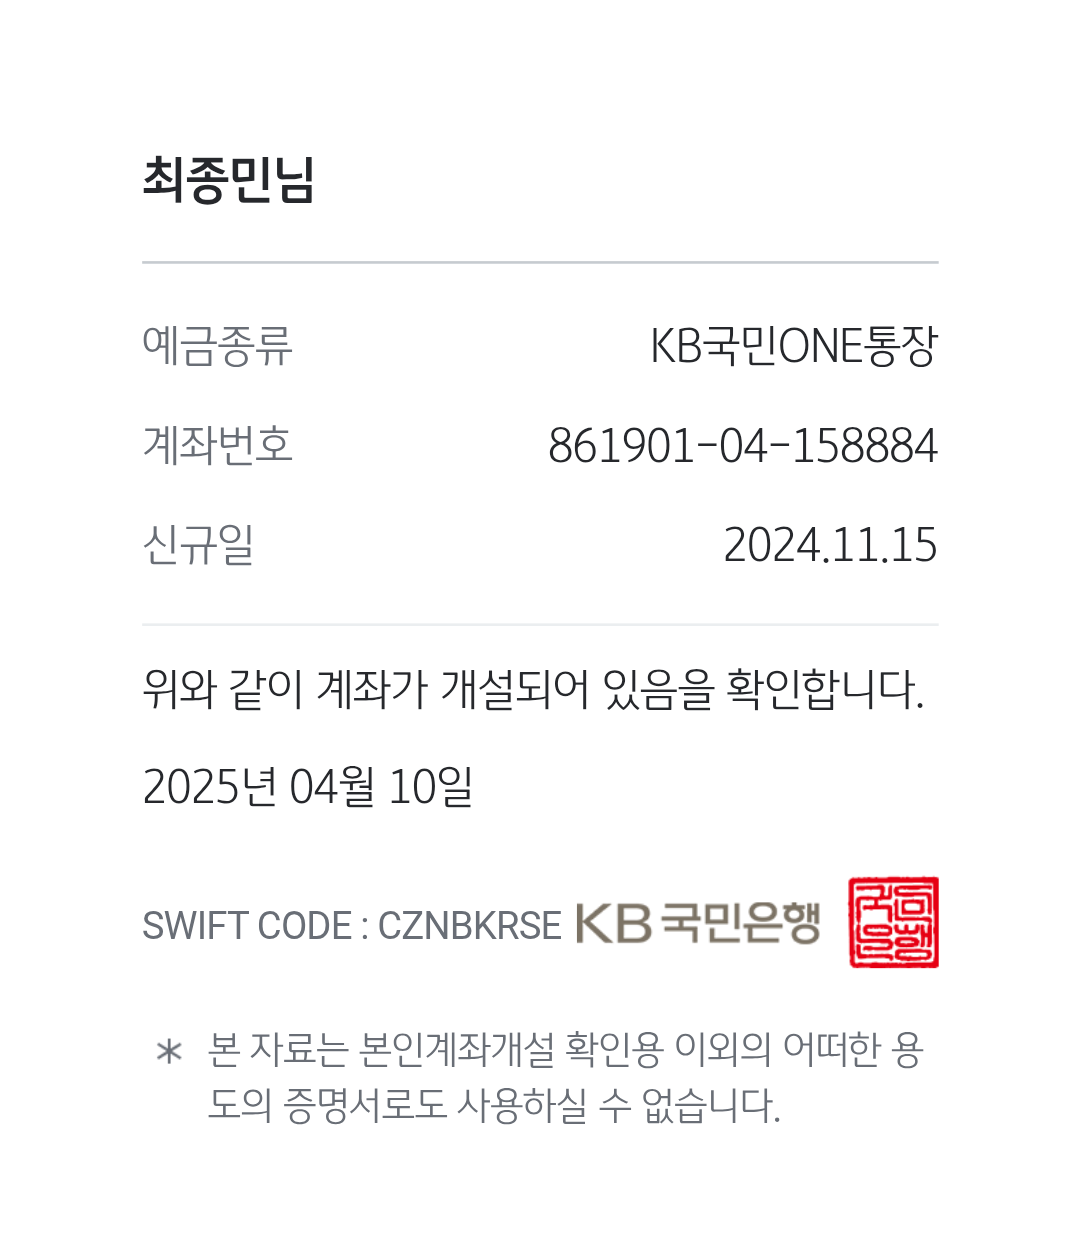 최종민님
예금종류 KB국민ONE통장
계좌번호 861901-04-158884
신규일 2024.11.15
위와 같이 계좌가 개설되어 있음을 확인합니다.
2025년 04월 10일
SWIFT CODE : CZNBKRSE KB국민은행 국민은행
* 본 자료는 본인계좌개설 확인용 이외의 어떠한 용
도의 증명서로도 사용하실 수 없습니다.